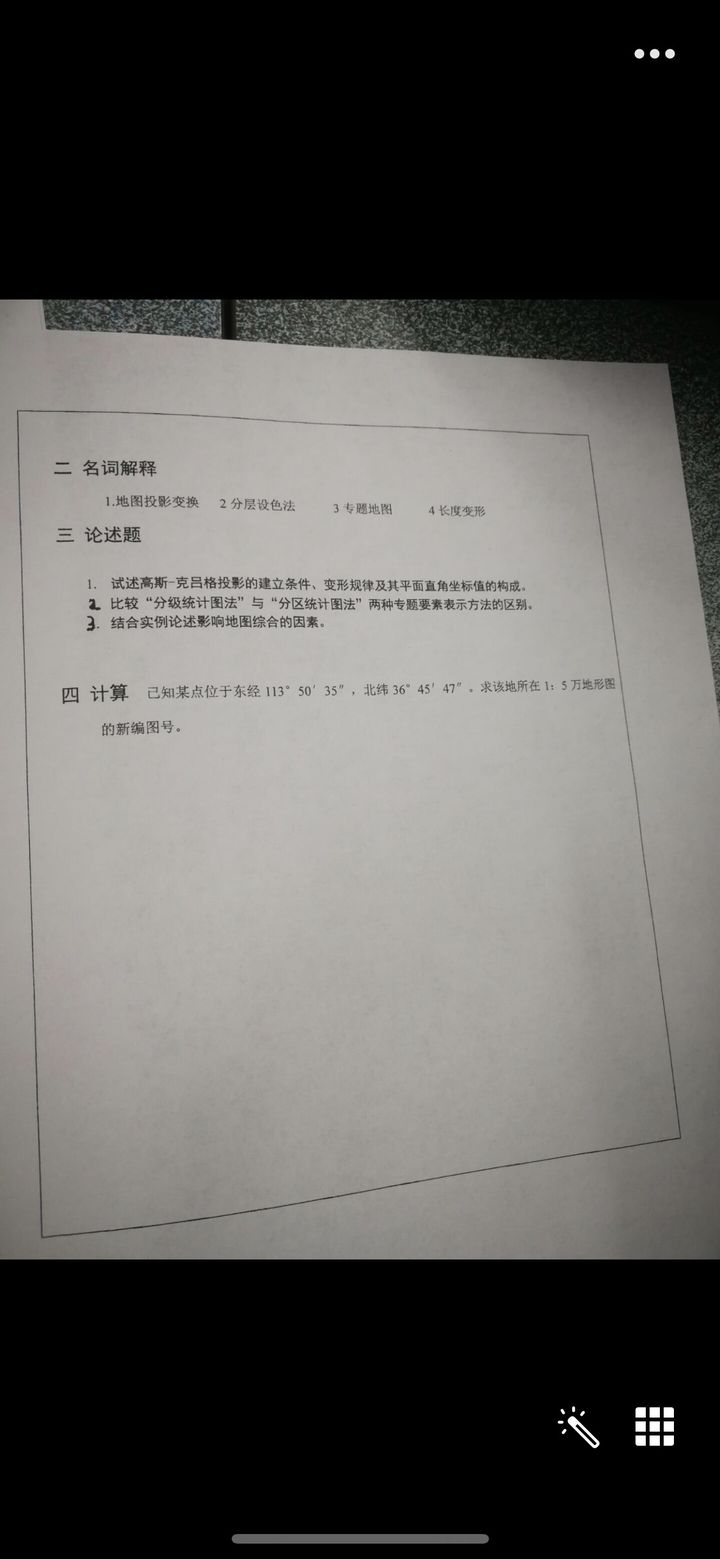 二 名词解释
1.地图投影变换 2 分层设色法 3 专题地图 4 长度变形
三 论述题
1. 试述高斯-克吕格投影的建立条件、变形规律及其平面直角坐标值的构成。
2 比较“分级统计图法”与“分区统计图法”两种专题要素表示方法的区别。
3. 结合实例论述影响地图综合的因素。
四 计算 已知某点位于东经 113° 50′ 35″，北纬 36° 45′ 47″。求该地所在 1：5 万地形图
的新编图号。